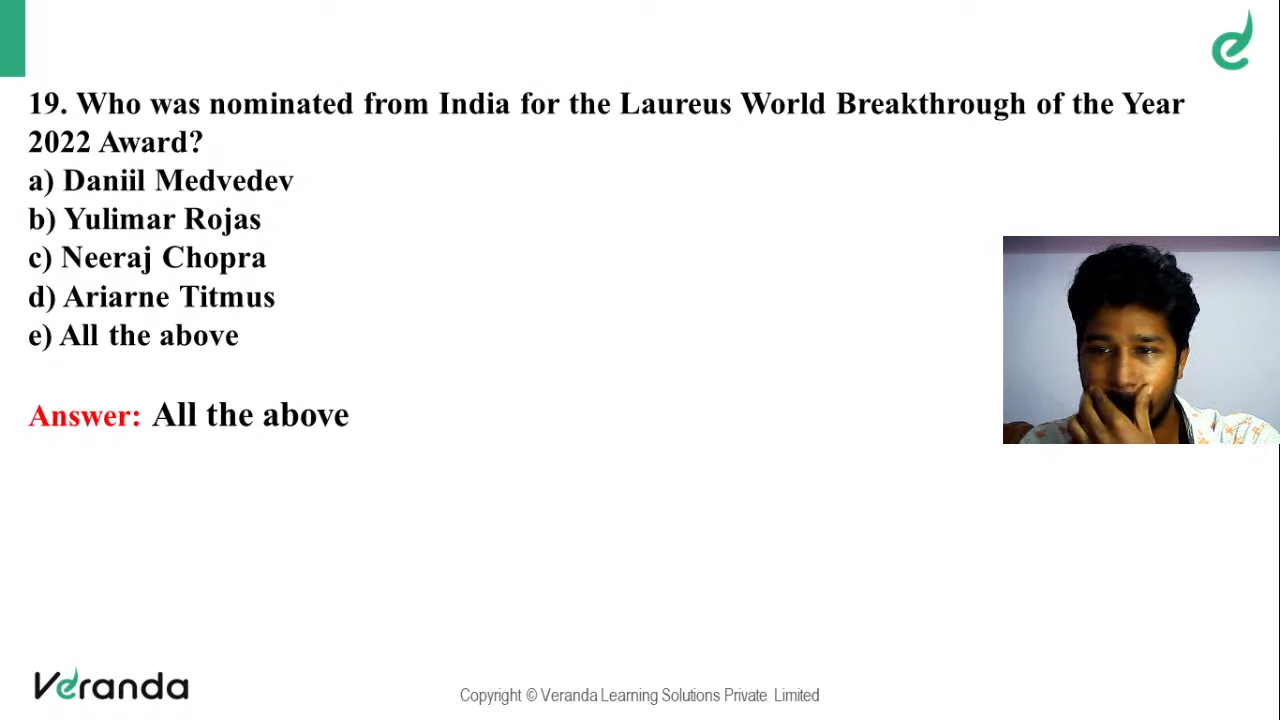 19. Who was nominated from India for the Laureus World Breakthrough of the Year
2022 Award?
a) Daniil Medvedev
b) Yulimar Rojas
c) Neeraj Chopra
d) Ariarne Titmus
e) All the above
Answer: All the above
Veranda
Copyright © Veranda Learning Solutions Private Limited